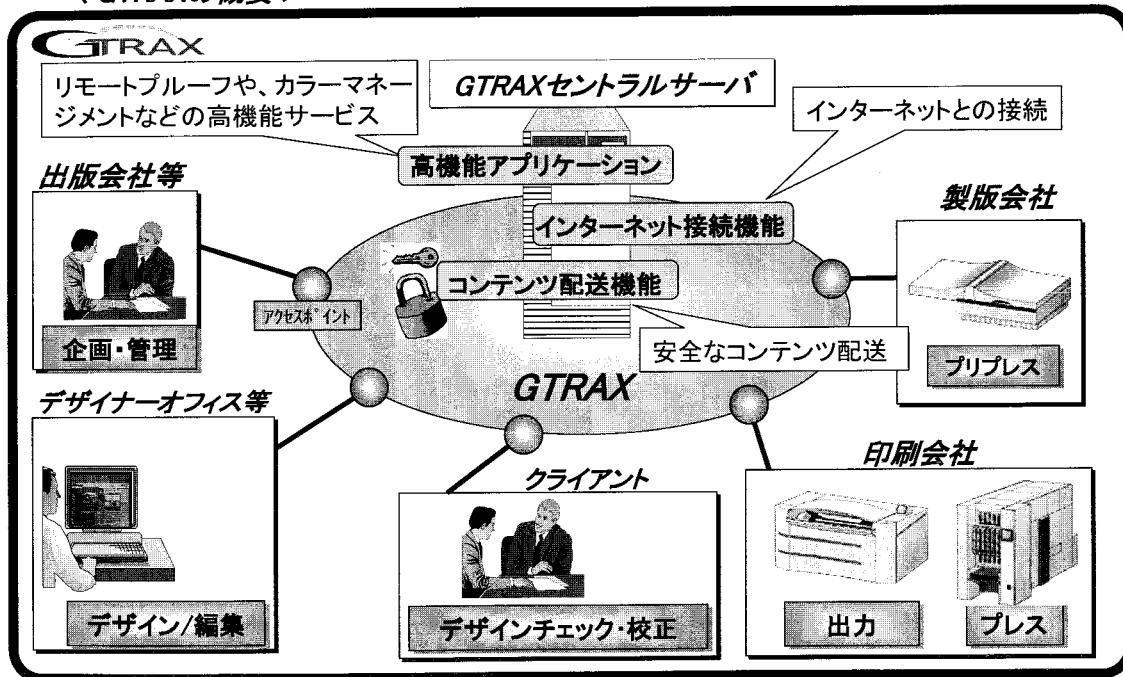 GTRAX
リモートプルーフや、カラーマネー
ジメントなどの高機能サービス
GTRAXセントラルサーバ
インターネットとの接続
高機能アプリケーション
出版会社等
製版会社
インターネット接続機能
コンテンツ配送機能
アクセスポイント
企画・管理
安全なコンテンツ配送
プリプレス
GTRAX
デザイナーオフィス等
印刷会社
クライアント
デザイン/編集
デザインチェック・校正
出力
プレス